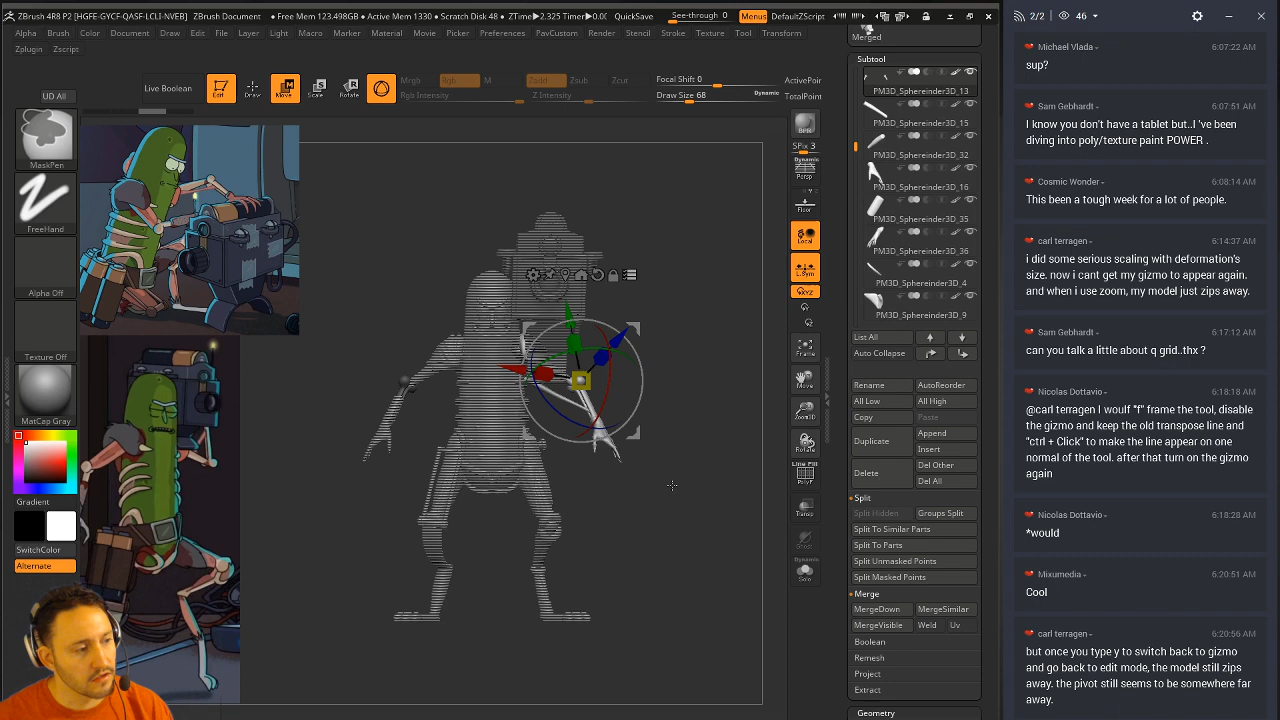 ZBrush 4R8 P2 [HGFE-GYCF-QASF-LCLI-NVEB] ZBrush Document • Free Mem 123.498GB • Active Mem 1330 • Scratch Disk 48 • ZTime▶2.325 Timer▶0.00 QuickSave See-through 0 Menus DefaultZScript
Alpha Brush Color Document Draw Edit File Layer Light Macro Marker Material Movie Picker Preferences PavCustom Render Stencil Stroke Texture Tool Transform
Zplugin Zscript
UD All
MaskPen
FreeHand
Alpha Off
Texture Off
MatCap Gray
Gradient
SwitchColor
Alternate
Live Boolean
Edit
Draw
Move
Scale
Rotate
Mrgb Rgb M
Rgb Intensity
Zadd Zsub Zcut
Z Intensity
Focal Shift 0
Draw Size 68 Dynamic
ActivePoir
TotalPoint
BPR
SPix 3
Dynamic
Persp
Floor
Local
L.Sym
XYZ
Frame
Move
Zoom3D
Rotate
Line Fill
PolyF
Transp
Ghost
Dynamic
Solo
Merged
Subtool
PM3D_Sphereinder3D_13
PM3D_Sphereinder3D_15
PM3D_Sphereinder3D_32
PM3D_Sphereinder3D_16
PM3D_Sphereinder3D_35
PM3D_Sphereinder3D_36
PM3D_Sphereinder3D_4
PM3D_Sphereinder3D_9
List All
Auto Collapse
Rename AutoReorder
All Low All High
Copy Paste
Duplicate Append
Insert
Delete Del Other
Del All
Split
Split Hidden Groups Split
Split To Similar Parts
Split To Parts
Split Unmasked Points
Split Masked Points
Merge
MergeDown MergeSimilar
MergeVisible Weld Uv
Boolean
Remesh
Project
Extract
Geometry
2/2 46
Michael Vlada 6:07:22 AM
sup?
Sam Gebhardt 6:07:51 AM
I know you don't have a tablet but..I 've been
diving into poly/texture paint POWER .
Cosmic Wonder 6:08:14 AM
This been a tough week for a lot of people.
carl terragen 6:14:37 AM
i did some serious scaling with deformations
size. now i cant get my gizmo to appear again.
and when i use zoom, my model just zips away.
Sam Gebhardt 6:17:12 AM
can you talk a little about q grid..thx ?
Nicolas Dottavio 6:18:18 AM
@carl terragen I woulf "f" frame the tool, disable
the gizmo and keep the old transpose line and
"ctrl + Click" to make the line appear on one
normal of the tool. after that turn on the gizmo
again
Nicolas Dottavio 6:18:23 AM
*would
Mixumedia 6:20:37 AM
Cool
carl terragen 6:20:56 AM
but once you type y to switch back to gizmo
and go back to edit mode, the model still zips
away. the pivot still seems to be somewhere far
away.